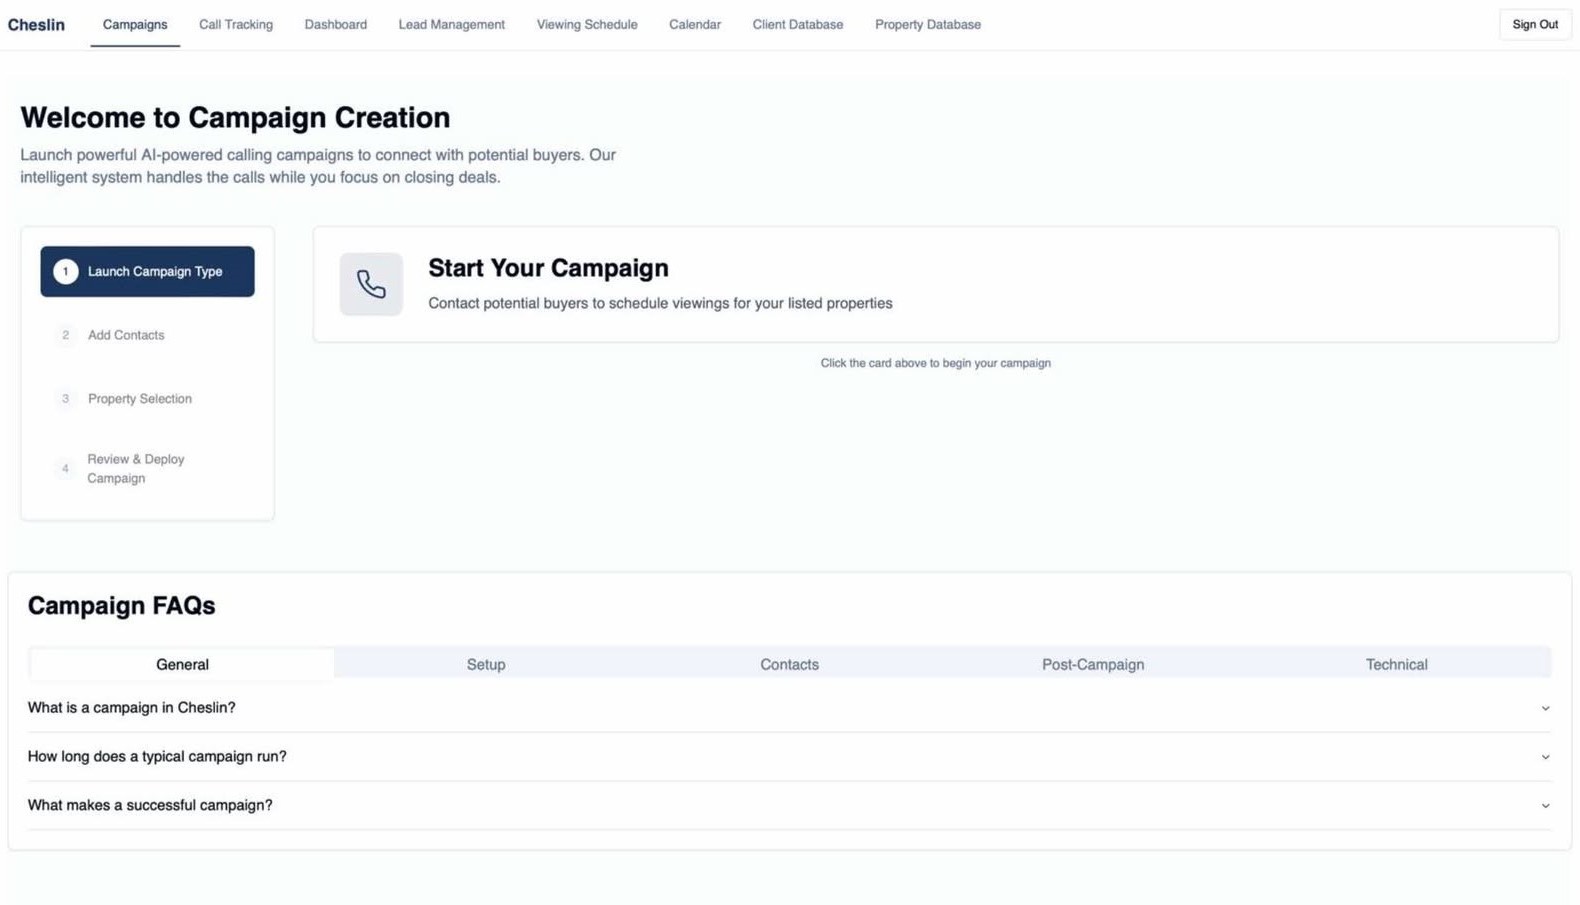 Cheslin
Campaigns
Call Tracking
Dashboard
Lead Management
Viewing Schedule
Calendar
Client Database
Property Database
Sign Out
Welcome to Campaign Creation
Launch powerful AI-powered calling campaigns to connect with potential buyers. Our
intelligent system handles the calls while you focus on closing deals.
1 Launch Campaign Type
2 Add Contacts
3 Property Selection
4 Review & Deploy
Campaign
Start Your Campaign
Contact potential buyers to schedule viewings for your listed properties
Click the card above to begin your campaign
Campaign FAQs
General
Setup
Contacts
Post-Campaign
Technical
What is a campaign in Cheslin?
How long does a typical campaign run?
What makes a successful campaign?